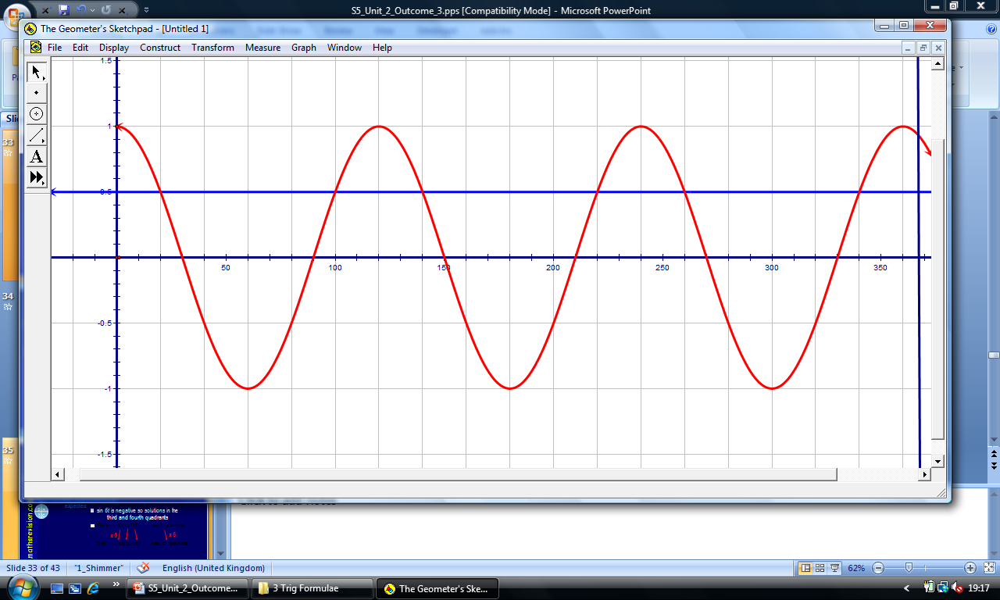 S5_Unit_2_Outcome_3.pps [Compatibility Mode] - Microsoft PowerPoint
The Geometer's Sketchpad - [Untitled 1]
File Edit Display Construct Transform Measure Graph Window Help
1.5
1
0.5
50 100 150 200 250 300 350
-0.5
-1
-1.5
A
33
34
35
expected
sin 6t is negative so solutions in the
third and fourth quadrants
Slide 33 of 43 "1_Shimmer" English (United Kingdom) 62%
S5_Unit_2_Outcome... 3 Trig Formulae The Geometer's Ske... 19:17